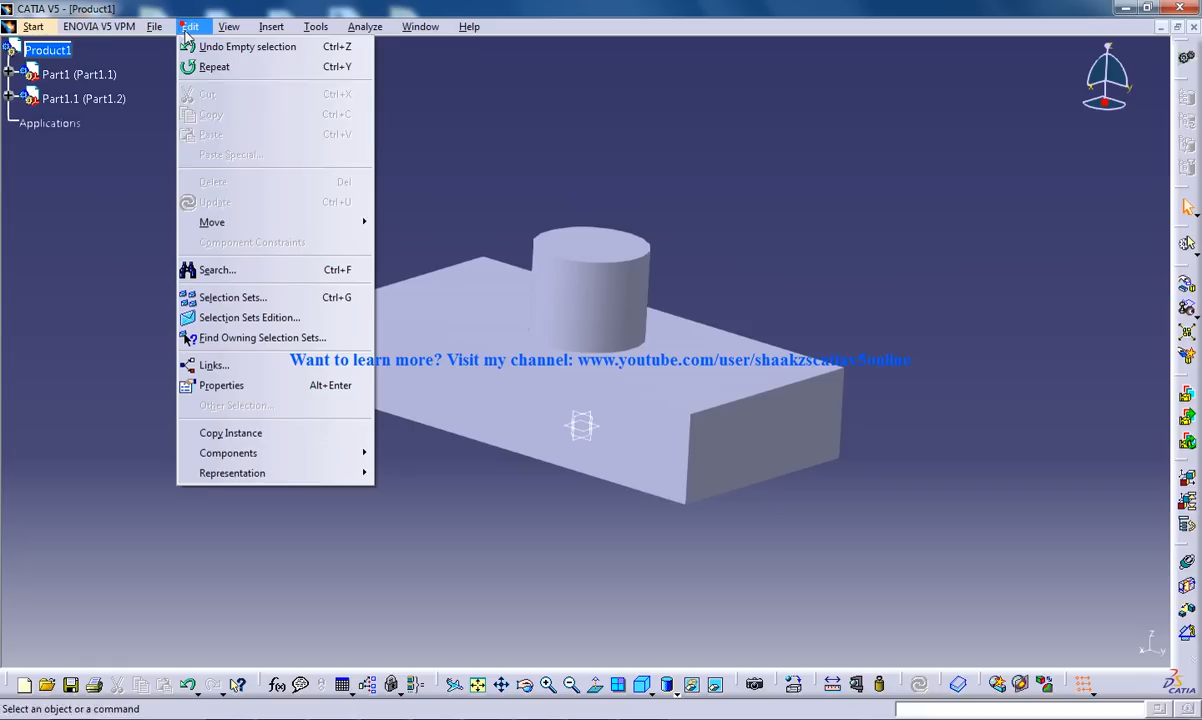 CATIA V5 - [Product1]
Start ENOVIA V5 VPM File Edit View Insert Tools Analyze Window Help
Product1
Part1 (Part1.1)
Part1.1 (Part1.2)
Applications
Undo Empty selection Ctrl+Z
Repeat Ctrl+Y
Cut Ctrl+X
Copy Ctrl+C
Paste Ctrl+V
Paste Special...
Delete Del
Update Ctrl+U
Move
Component Constraints
Search... Ctrl+F
Selection Sets... Ctrl+G
Selection Sets Edition...
Find Owning Selection Sets...
Links...
Properties Alt+Enter
Other Selection...
Copy Instance
Components
Representation
Want to learn more? Visit my channel: www.youtube.com/user/shaakzscatiav5online
z
x y
f(x)
CATIA
Select an object or a command